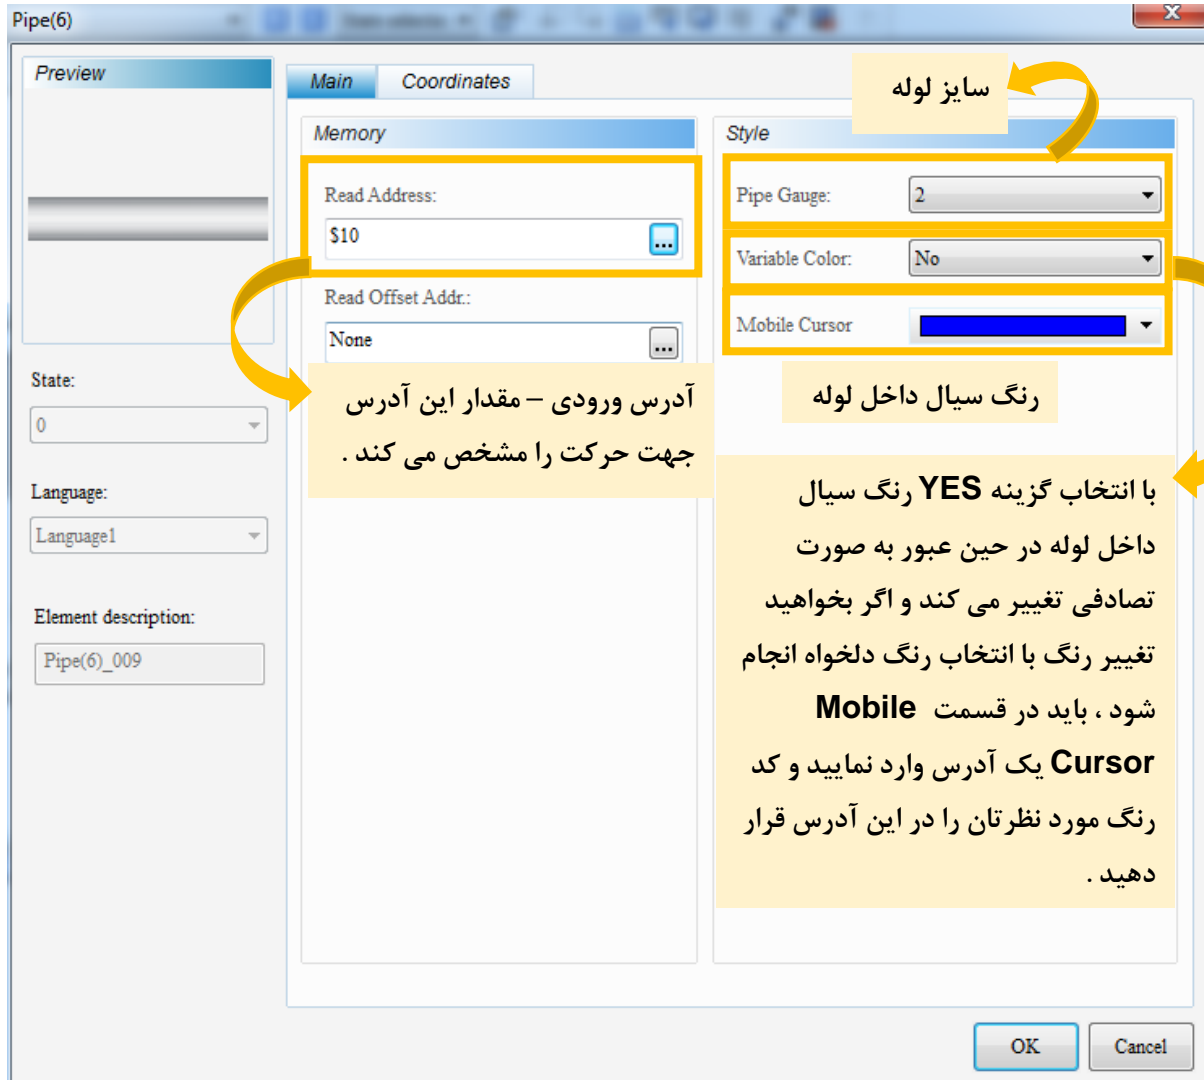 Pipe(6)
Preview
Main
Coordinates
سایز لوله
Memory
Style
Read Address:
$10
...
Pipe Gauge:
2
Variable Color:
No
Read Offset Addr.:
None
...
Mobile Cursor
State:
0
آدرس ورودی – مقدار این آدرس
جهت حرکت را مشخص می کند .
رنگ سیال داخل لوله
Language:
Language1
با انتخاب گزینه YES رنگ سیال
داخل لوله در حین عبور به صورت
تصادفی تغییر می کند و اگر بخواهید
تغییر رنگ با انتخاب رنگ دلخواه انجام
شود ، باید در قسمت Mobile
Cursor یک آدرس وارد نمایید و کد
رنگ مورد نظرتان را در این آدرس قرار
دهید .
Element description:
Pipe(6)_009
OK
Cancel